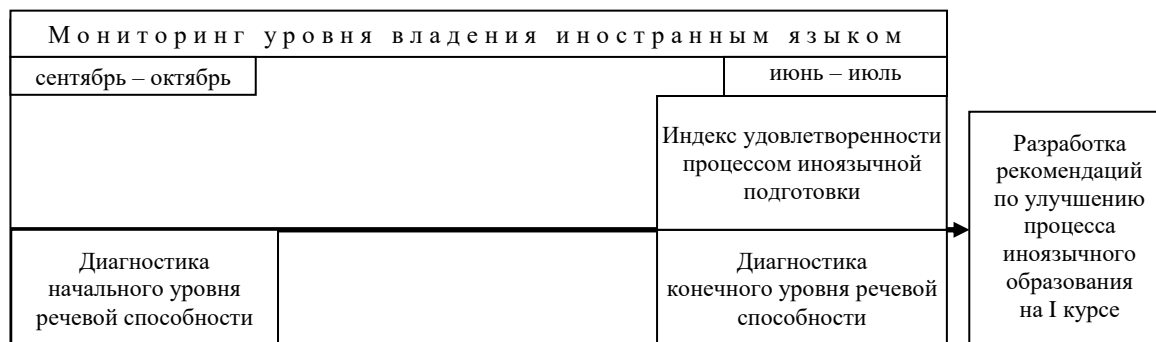 Мониторинг уровня владения иностранным языком
сентябрь – октябрь
июнь – июль
Индекс удовлетворенности
процессом иноязычной
подготовки
Диагностика
начального уровня
речевой способности
Диагностика
конечного уровня речевой
способности
Разработка
рекомендаций
по улучшению
процесса
иноязычного
образования
на I курсе